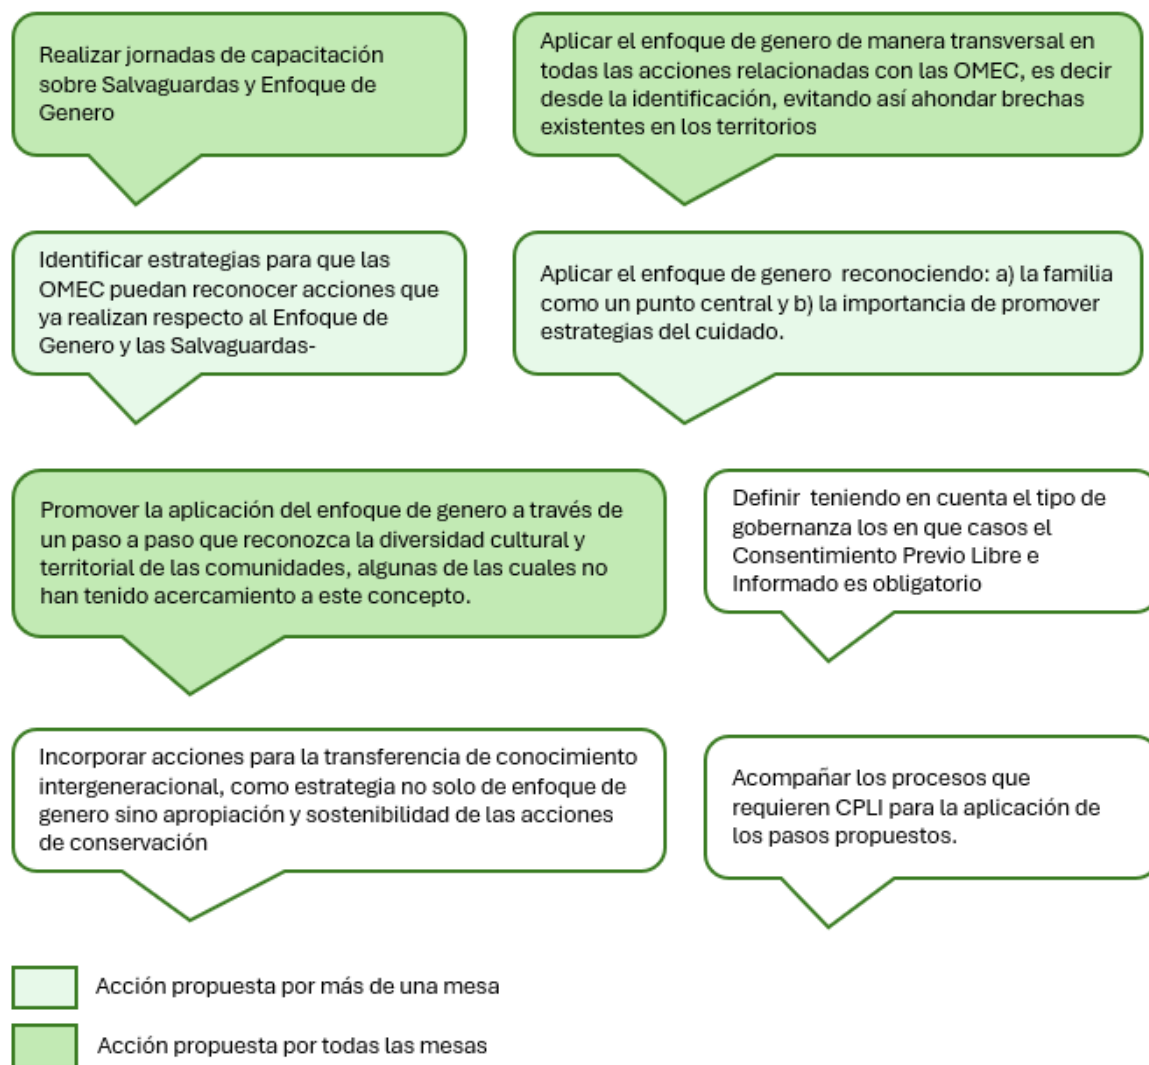 Realizar jornadas de capacitación
sobre Salvaguardas y Enfoque de
Genero
Aplicar el enfoque de genero de manera transversal en
todas las acciones relacionadas con las OMEC, es decir
desde la identificación, evitando así ahondar brechas
existentes en los territorios
Identificar estrategias para que las
OMEC puedan reconocer acciones que
ya realizan respecto al Enfoque de
Genero y las Salvaguardas-
Aplicar el enfoque de genero  reconociendo: a) la familia
como un punto central y b) la importancia de promover
estrategias del cuidado.
Promover la aplicación del enfoque de genero a través de
un paso a paso que reconozca la diversidad cultural y
territorial de las comunidades, algunas de las cuales no
han tenido acercamiento a este concepto.
Definir  teniendo en cuenta el tipo de
gobernanza los en que casos el
Consentimiento Previo Libre e
Informado es obligatorio
Incorporar acciones para la transferencia de conocimiento
intergeneracional, como estrategia no solo de enfoque de
genero sino apropiación y sostenibilidad de las acciones
de conservación
Acompañar los procesos que
requieren CPLI para la aplicación de
los pasos propuestos.
Acción propuesta por más de una mesa
Acción propuesta por todas las mesas